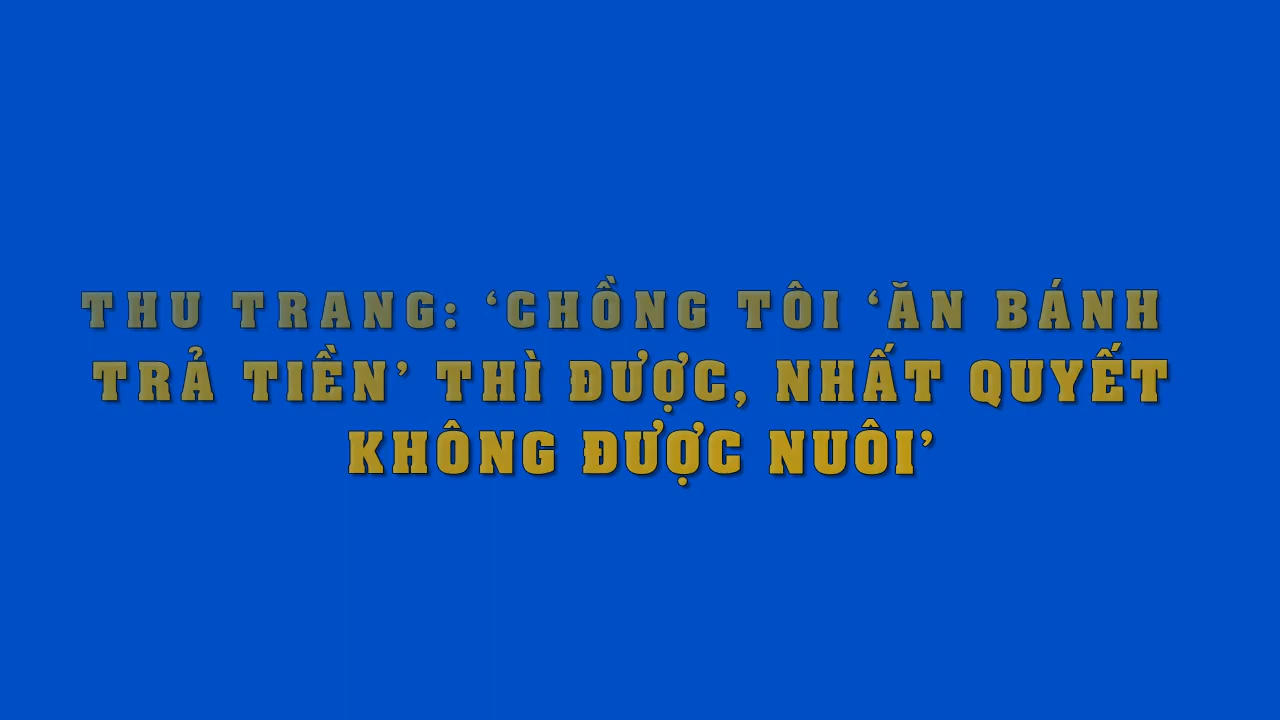 THU TRANG: ‘CHỒNG TÔI ‘ĂN BÁNH
TRẢ TIỀN’ THÌ ĐƯỢC, NHẤT QUYẾT
KHÔNG ĐƯỢC NUÔI’